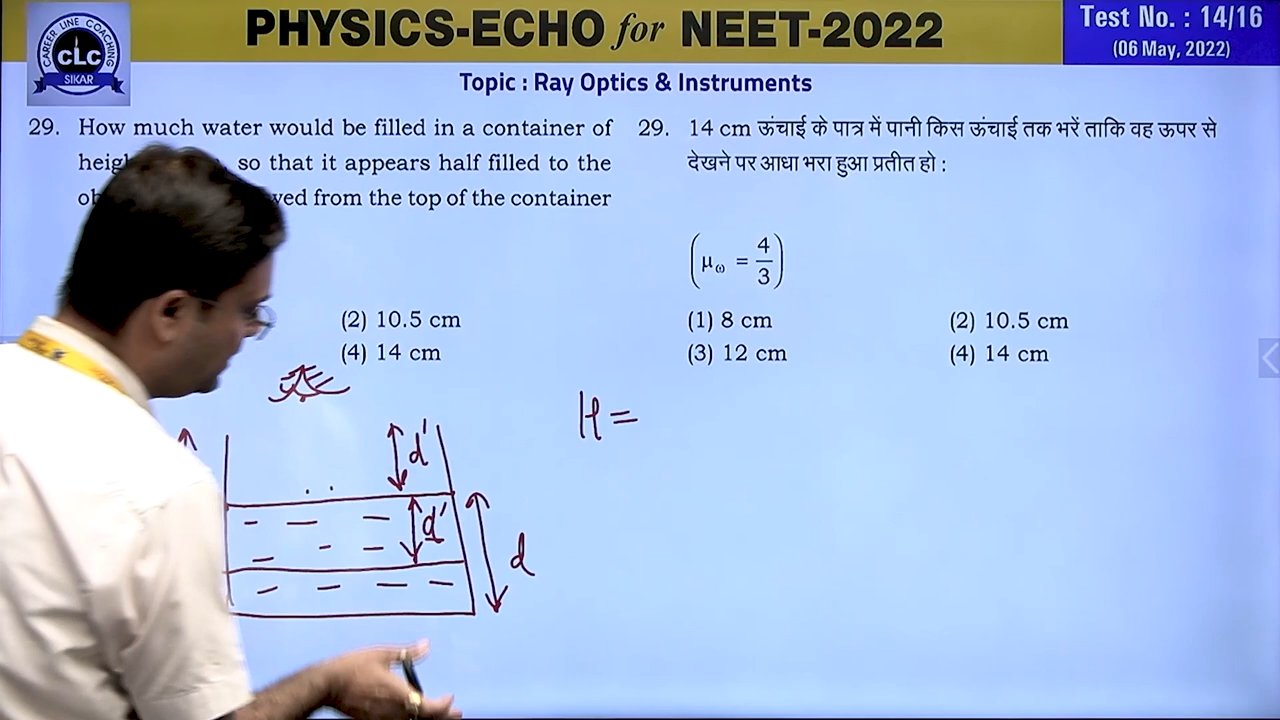 PHYSICS-ECHO for NEET-2022
Test No. : 14/16
(06 May, 2022)
CAREER LINE COACHING
CLC
SIKAR
Topic : Ray Optics & Instruments
29. How much water would be filled in a container of
so that it appears half filled to the
from the top of the container
(2) 10.5 cm
(4) 14 cm
29. 14 cm ऊंचाई के पात्र में पानी किस ऊंचाई तक भरें ताकि वह ऊपर से
देखने पर आधा भरा हुआ प्रतीत हो :
(μω = 4/3)
(1) 8 cm (2) 10.5 cm
(3) 12 cm (4) 14 cm
H =
d'
d'
d